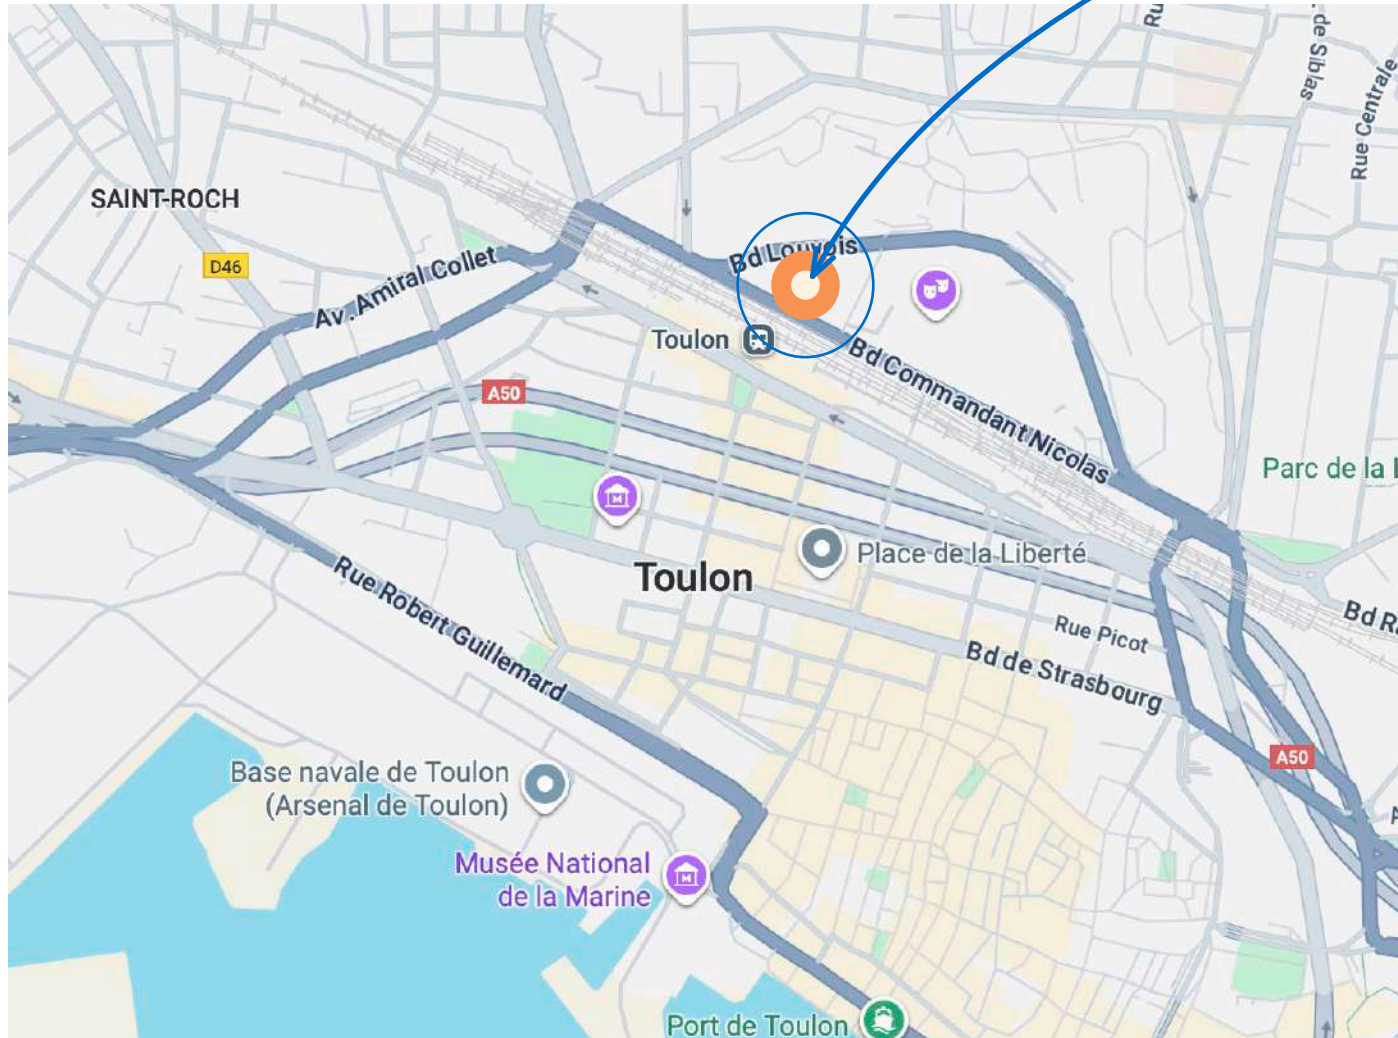 de Siblas
Rue Centrale
SAINT-ROCH
D46
Av. Amiral Collet
Bd Louvois
Toulon
Bd Commandant Nicolas
A50
Parc de la
Place de la Liberté
Toulon
Rue Picot
Bd de Strasbourg
Rue Robert Guillemard
Bd
A50
Base navale de Toulon
(Arsenal de Toulon)
Musée National
de la Marine
Port de Toulon